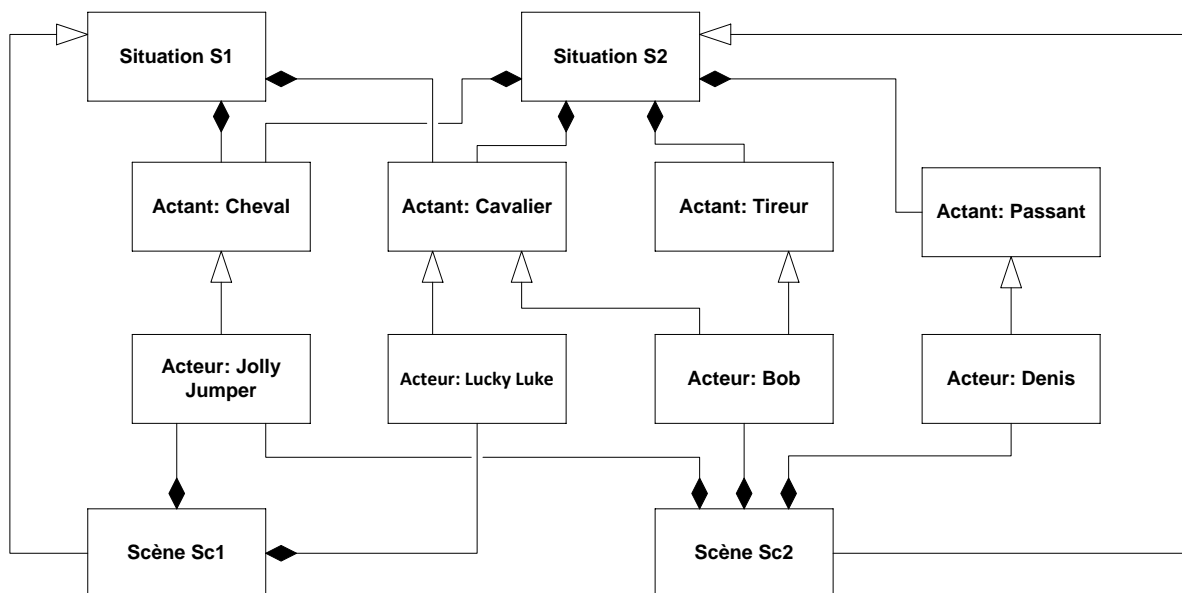 Situation S1
Situation S2
Actant: Cheval
Actant: Cavalier
Actant: Tireur
Actant: Passant
Acteur: Jolly
Jumper
Acteur: Lucky Luke
Acteur: Bob
Acteur: Denis
Scène Sc1
Scène Sc2